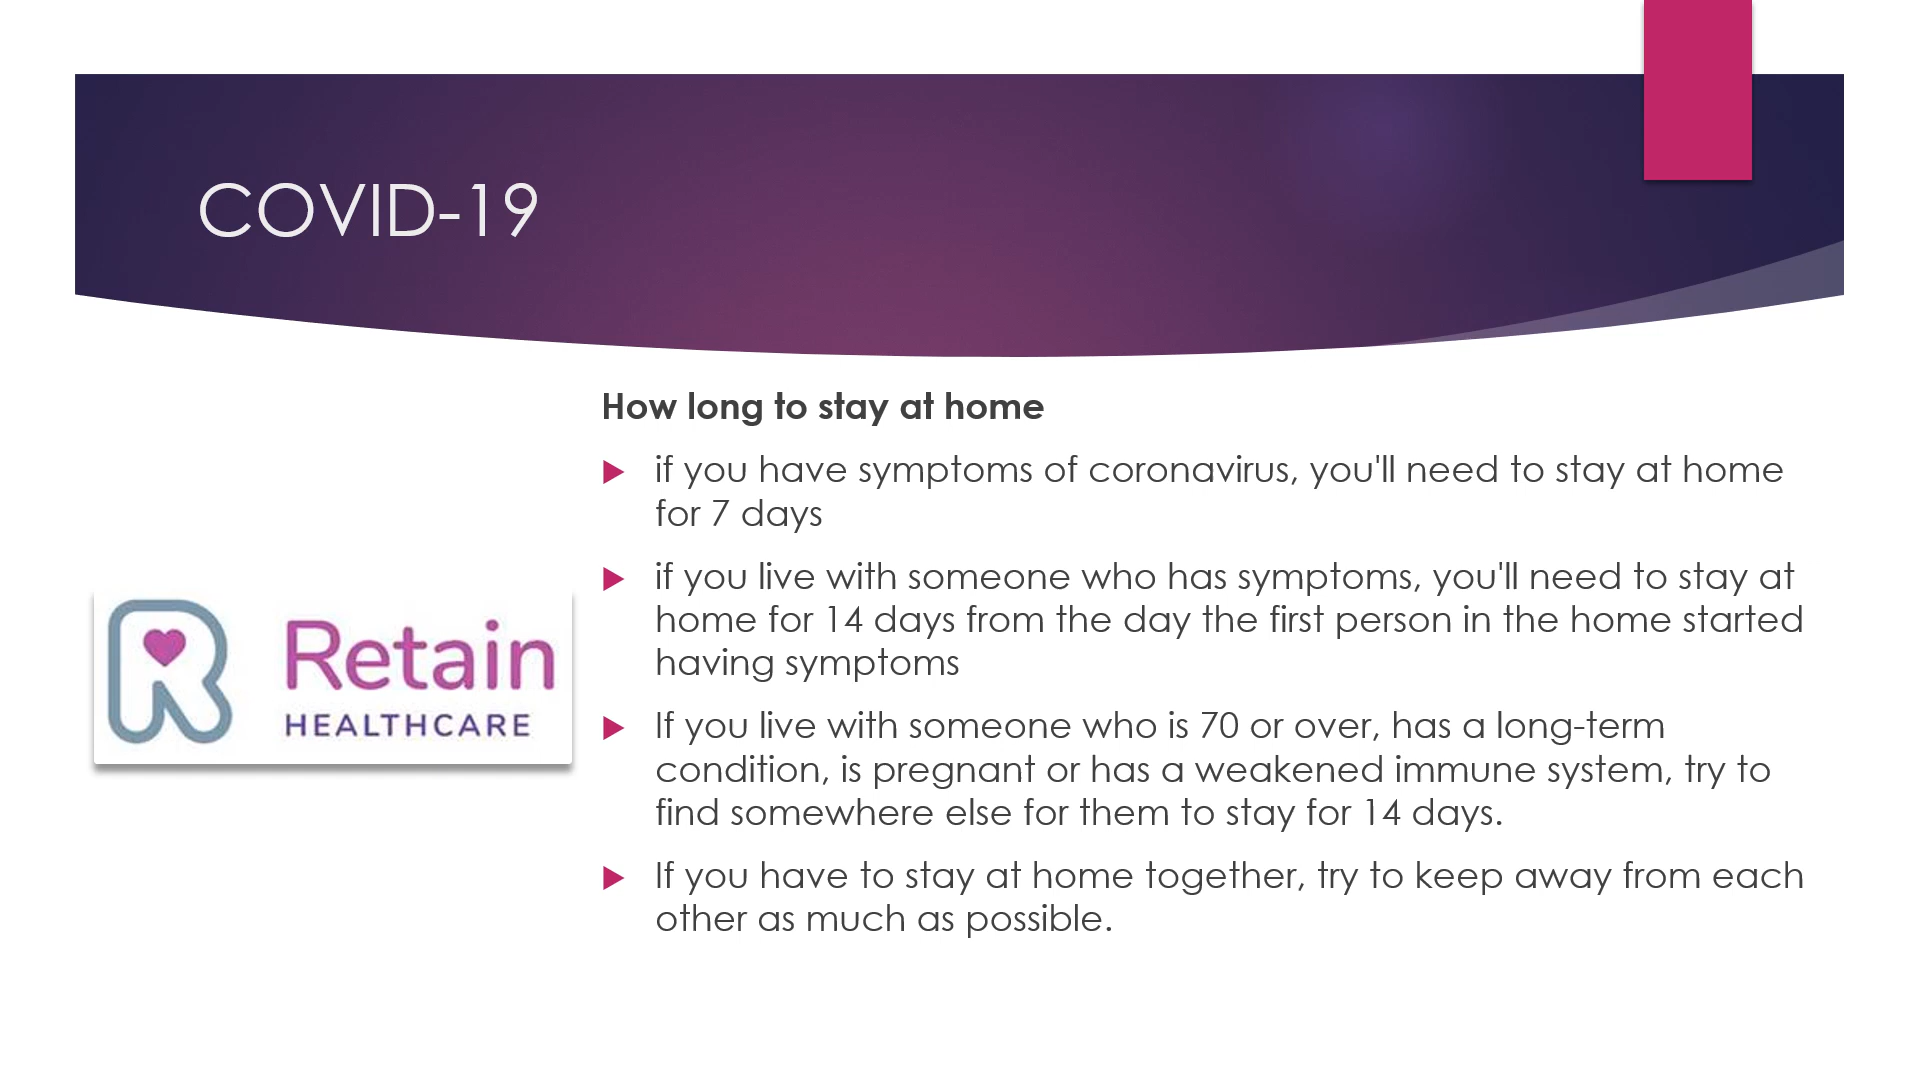 COVID-19
How long to stay at home
if you have symptoms of coronavirus, you'll need to stay at home
for 7 days
if you live with someone who has symptoms, you'll need to stay at
home for 14 days from the day the first person in the home started
having symptoms
If you live with someone who is 70 or over, has a long-term
condition, is pregnant or has a weakened immune system, try to
find somewhere else for them to stay for 14 days.
If you have to stay at home together, try to keep away from each
other as much as possible.
Retain
HEALTHCARE